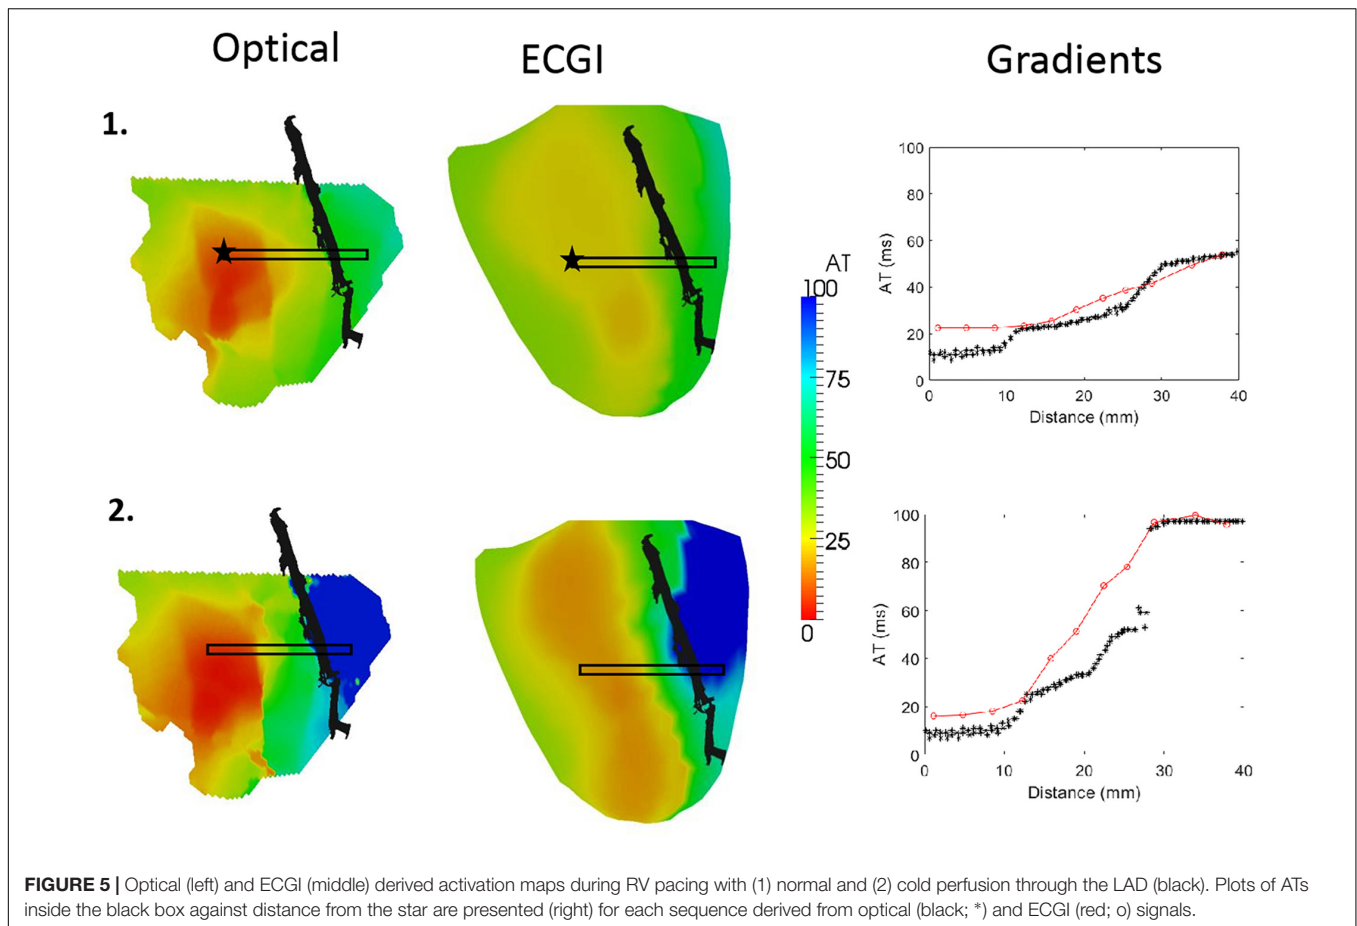 Optical
ECGI
Gradients
1.
AT
100
75
50
25
0
100
80
60
40
20
0
AT (ms)
0 10 20 30 40
Distance (mm)
2.
100
80
60
40
20
0
AT (ms)
0 10 20 30 40
Distance (mm)
FIGURE 5 | Optical (left) and ECGI (middle) derived activation maps during RV pacing with (1) normal and (2) cold perfusion through the LAD (black). Plots of ATs
inside the black box against distance from the star are presented (right) for each sequence derived from optical (black; *) and ECGI (red; o) signals.